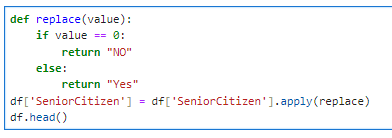 def replace(value):
    if value == 0:
        return "NO"
    else:
        return "Yes"
df['SeniorCitizen'] = df['SeniorCitizen'].apply(replace)
df.head()